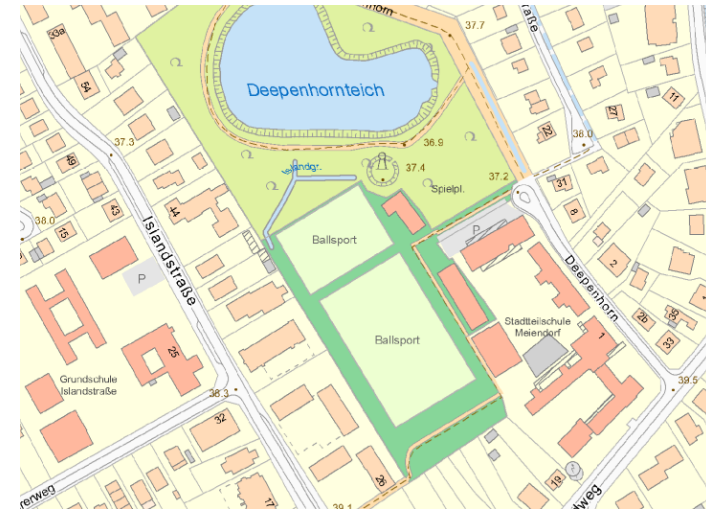 33a
54
37.3
49
43
15
38.0
44
Islandstraße
P
25
Grundschule
Islandstraße
38.3
32
17
39.1
26
Deepenhornteich
37.7
36.9
37.4
Spielpl.
37.2
Ballsport
Ballsport
P
Stadtteilschule
Meiendorf
1
Deepenhorn
22
27
11
38.0
31
8
2
2b
35
33
39.5
19